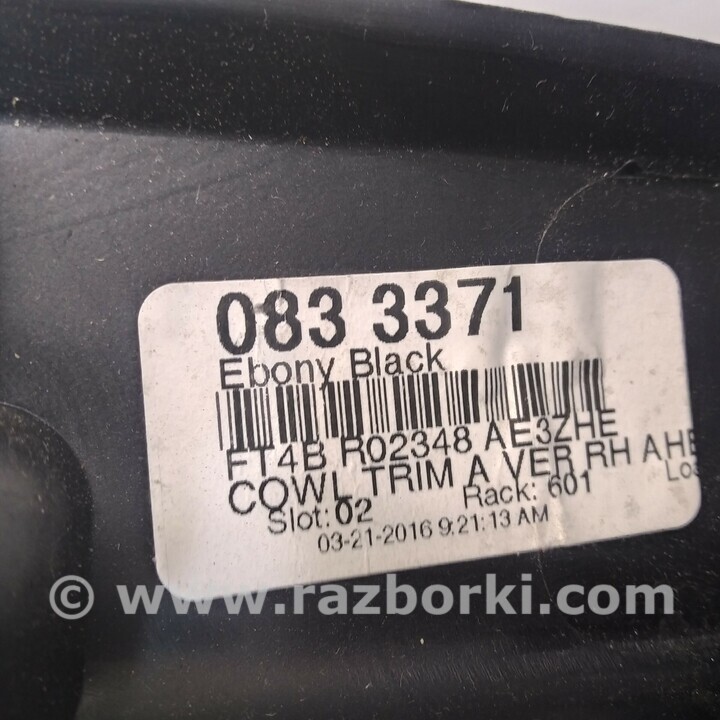 083 3371
Ebony Black
FT4B R02348 AE3ZHE
COWL TRIM A VER RH AHE
Slot:02 Rack: 601
03-21-2016 9:21:13 AM
© www.razborki.com